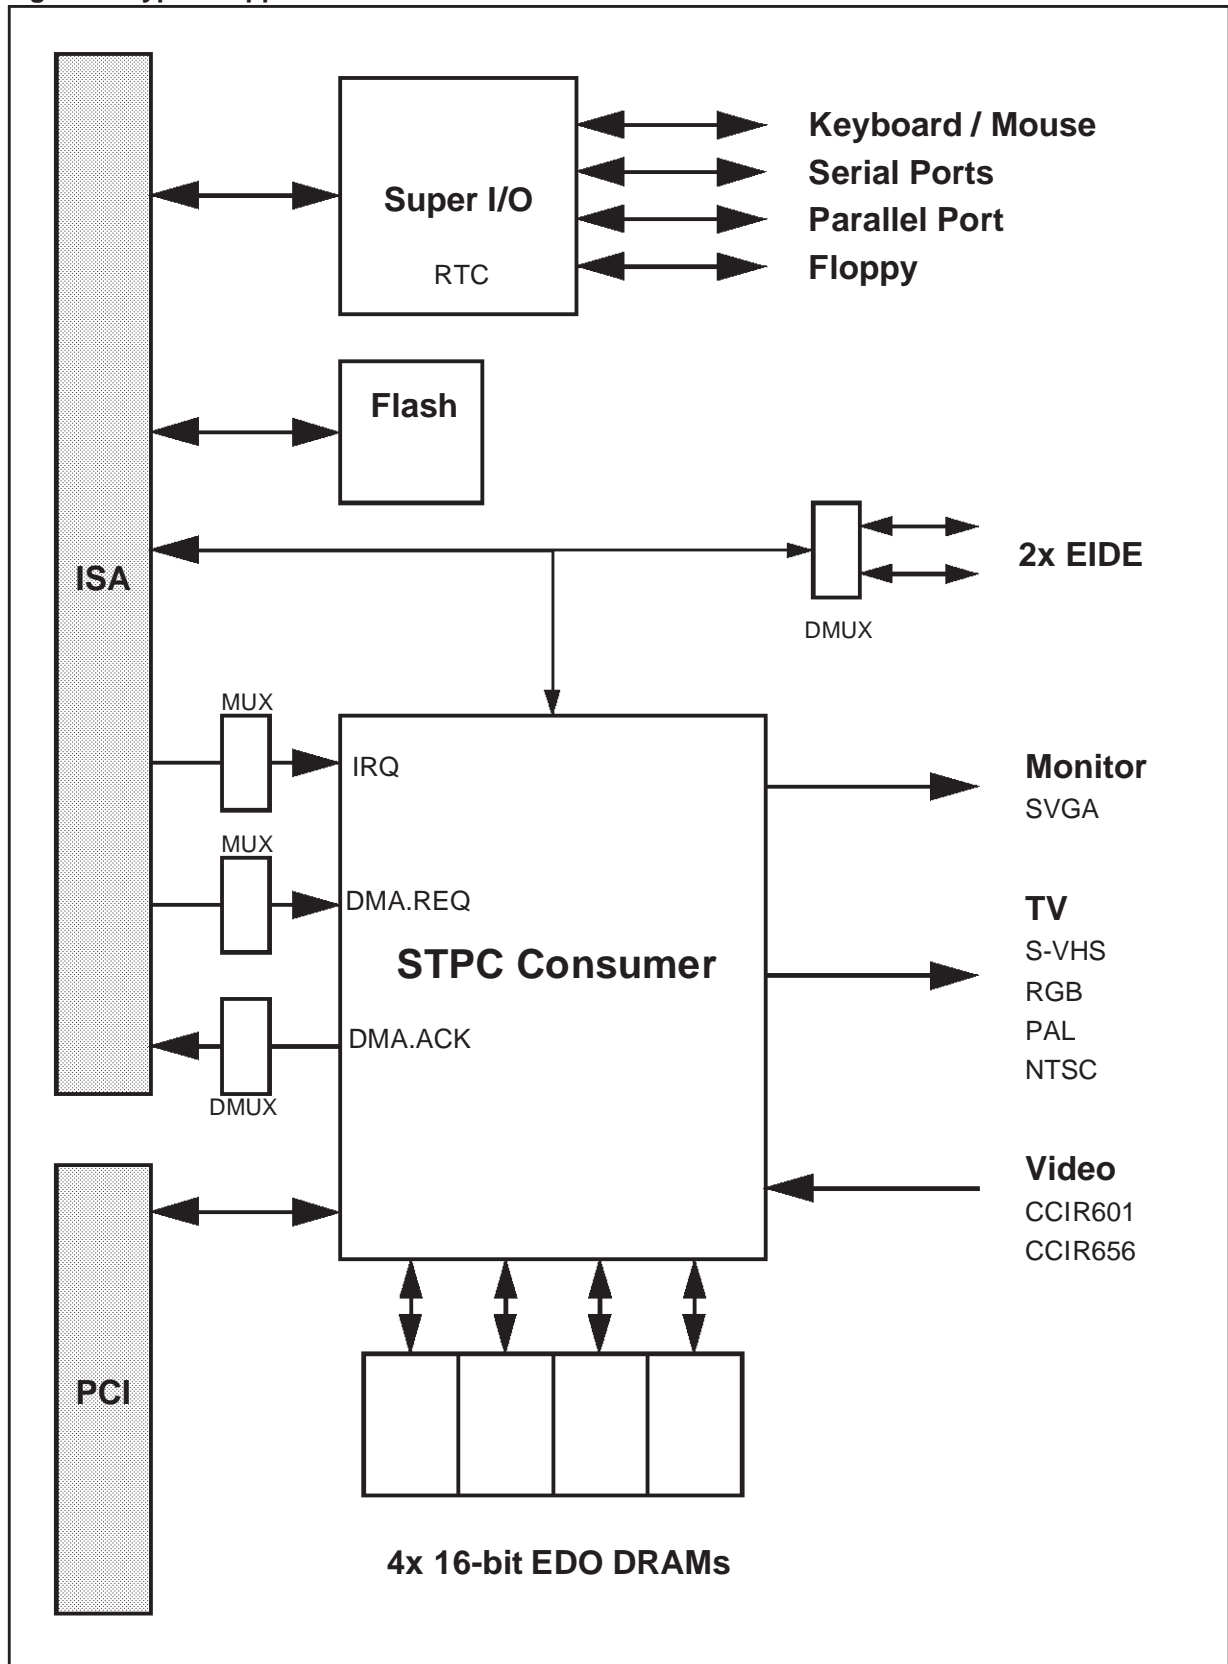 Keyboard / Mouse
Serial Ports
Super I/O
Parallel Port
RTC
Floppy
Flash
ISA
2x EIDE
DMUX
MUX
IRQ
Monitor
SVGA
MUX
DMA.REQ
TV
STPC Consumer
S-VHS
RGB
PAL
NTSC
DMA.ACK
DMUX
Video
CCIR601
CCIR656
PCI
4x 16-bit EDO DRAMs